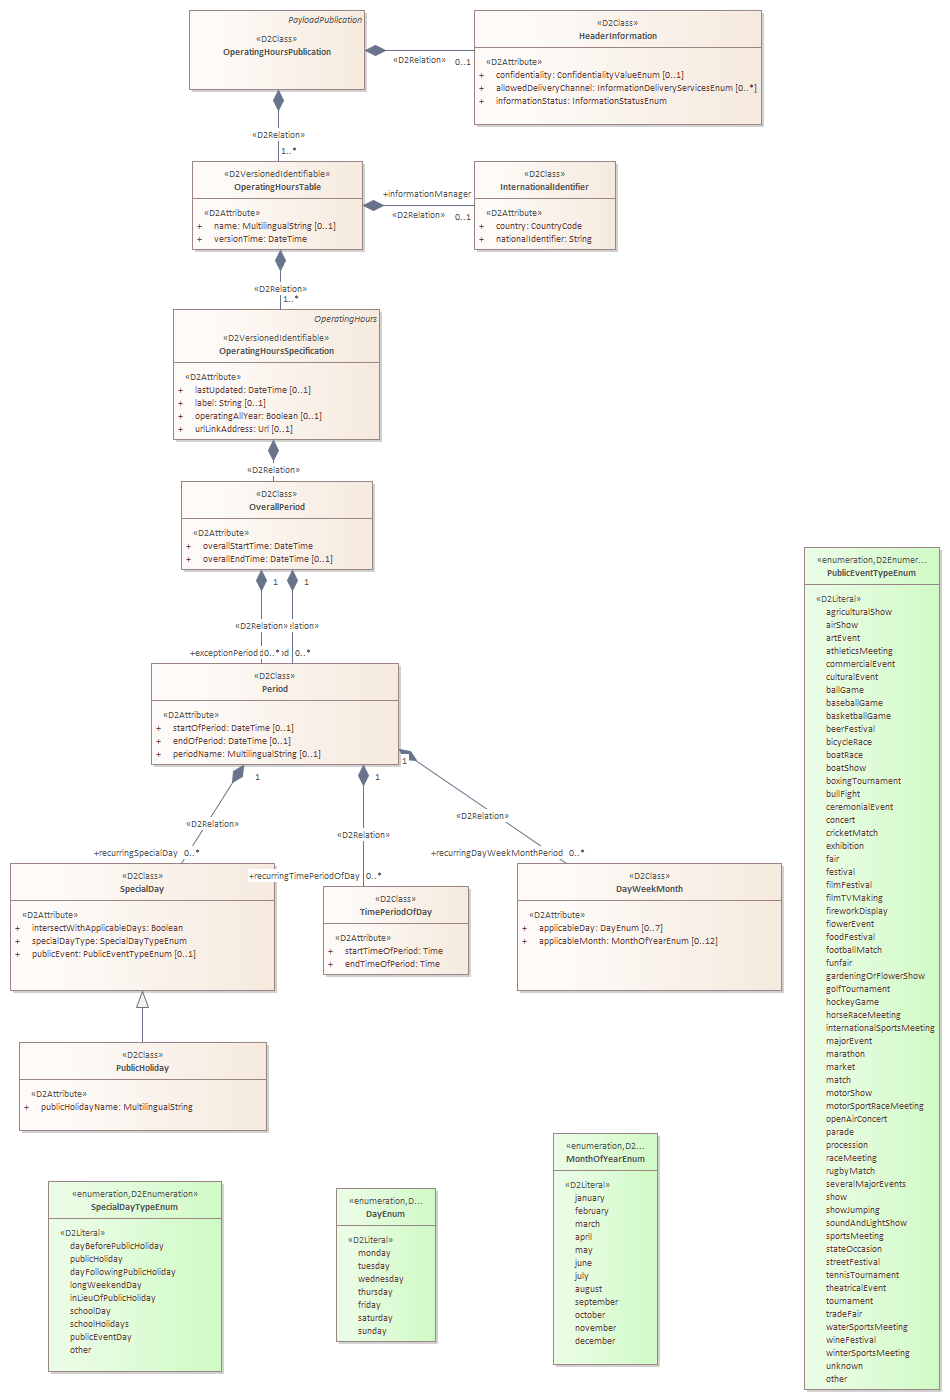 PayloadPublication
«D2Class»
OperatingHoursPublication
«D2Class»
HeaderInformation
«D2Attribute»
+ confidentiality: ConfidentialityValueEnum [0..1]
+ allowedDeliveryChannel: InformationDeliveryServicesEnum [0..*]
+ informationStatus: InformationStatusEnum
«D2Relation»
0..1
«D2Relation»
1..*
«D2VersionedIdentifiable»
OperatingHoursTable
«D2Attribute»
+ name: MultilingualString [0..1]
+ versionTime: DateTime
+informationManager
«D2Relation»
0..1
«D2Class»
InternationalIdentifier
«D2Attribute»
+ country: CountryCode
+ nationalIdentifier: String
«D2Relation»
1..*
OperatingHours
«D2VersionedIdentifiable»
OperatingHoursSpecification
«D2Attribute»
+ lastUpdated: DateTime [0..1]
+ label: String [0..1]
+ operatingAllYear: Boolean [0..1]
+ urlLinkAddress: Url [0..1]
«D2Relation»
«D2Class»
OverallPeriod
«D2Attribute»
+ overallStartTime: DateTime
+ overallEndTime: DateTime [0..1]
1
1
«D2Relation»
+exceptionPeriod 0..* 0..*
«D2Class»
Period
«D2Attribute»
+ startOfPeriod: DateTime [0..1]
+ endOfPeriod: DateTime [0..1]
+ periodName: MultilingualString [0..1]
1
1
1
«D2Relation»
«D2Relation»
«D2Relation»
+recurringSpecialDay 0..*
+recurringTimePeriodOfDay 0..*
+recurringDayWeekMonthPeriod 0..*
«D2Class»
SpecialDay
«D2Attribute»
+ intersectWithApplicableDays: Boolean
+ specialDayType: SpecialDayTypeEnum
+ publicEvent: PublicEventTypeEnum [0..1]
«D2Class»
TimePeriodOfDay
«D2Attribute»
+ startTimeOfPeriod: Time
+ endTimeOfPeriod: Time
«D2Class»
DayWeekMonth
«D2Attribute»
+ applicableDay: DayEnum [0..7]
+ applicableMonth: MonthOfYearEnum [0..12]
«D2Class»
PublicHoliday
«D2Attribute»
+ publicHolidayName: MultilingualString
«enumeration,D2Enumeration»
SpecialDayTypeEnum
«D2Literal»
dayBeforePublicHoliday
publicHoliday
dayFollowingPublicHoliday
longWeekendDay
inLieuOfPublicHoliday
schoolDay
schoolHolidays
publicEventDay
other
«enumeration,D...
DayEnum
«D2Literal»
monday
tuesday
wednesday
thursday
friday
saturday
sunday
«enumeration,D2...
MonthOfYearEnum
«D2Literal»
january
february
march
april
may
june
july
august
september
october
november
december
«enumeration,D2Enumer...
PublicEventTypeEnum
«D2Literal»
agriculturalShow
airShow
artEvent
athleticsMeeting
commercialEvent
culturalEvent
ballGame
baseballGame
basketballGame
beerFestival
bicycleRace
boatRace
boatShow
boxingTournament
bullFight
ceremonialEvent
concert
cricketMatch
exhibition
fair
festival
filmFestival
filmTVMaking
fireworkDisplay
flowerEvent
foodFestival
footballMatch
funfair
gardeningOrFlowerShow
golfTournament
hockeyGame
horseRaceMeeting
internationalSportsMeeting
majorEvent
marathon
market
match
motorShow
motorSportRaceMeeting
openAirConcert
parade
procession
raceMeeting
rugbyMatch
severalMajorEvents
show
showJumping
soundAndLightShow
sportsMeeting
stateOccasion
streetFestival
tennisTournament
theatricalEvent
tournament
tradeFair
waterSportsMeeting
wineFestival
winterSportsMeeting
unknown
other